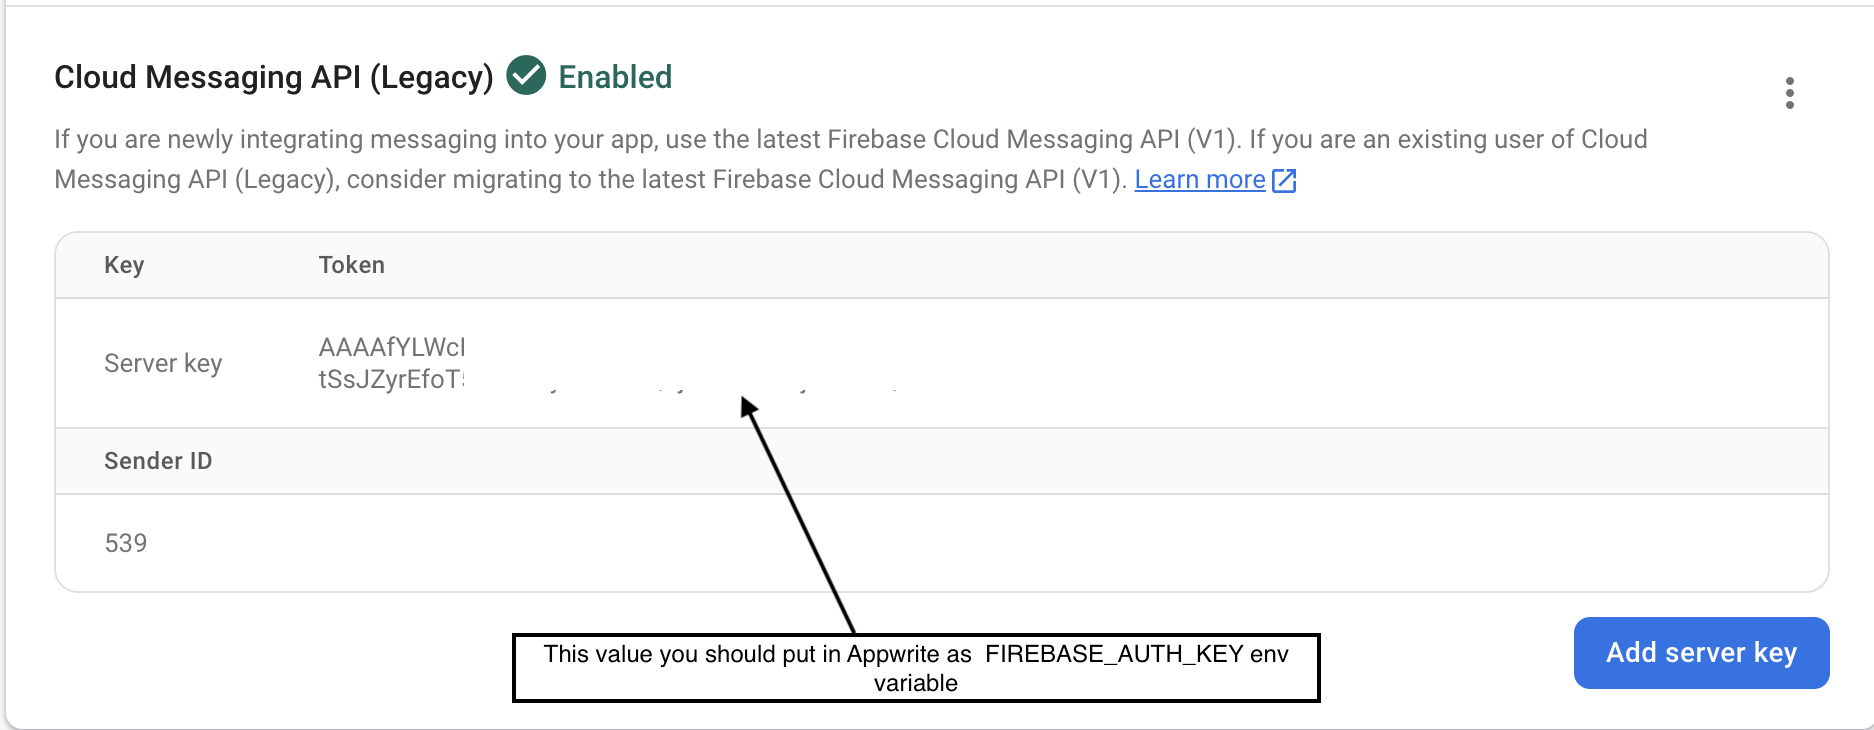 Cloud Messaging API (Legacy) Enabled
If you are newly integrating messaging into your app, use the latest Firebase Cloud Messaging API (V1). If you are an existing user of Cloud
Messaging API (Legacy), consider migrating to the latest Firebase Cloud Messaging API (V1). Learn more
Key Token
Server key
AAAAfYLWc
tSsJZyrEfoT
Sender ID
539
This value you should put in Appwrite as  FIREBASE_AUTH_KEY env
variable
Add server key